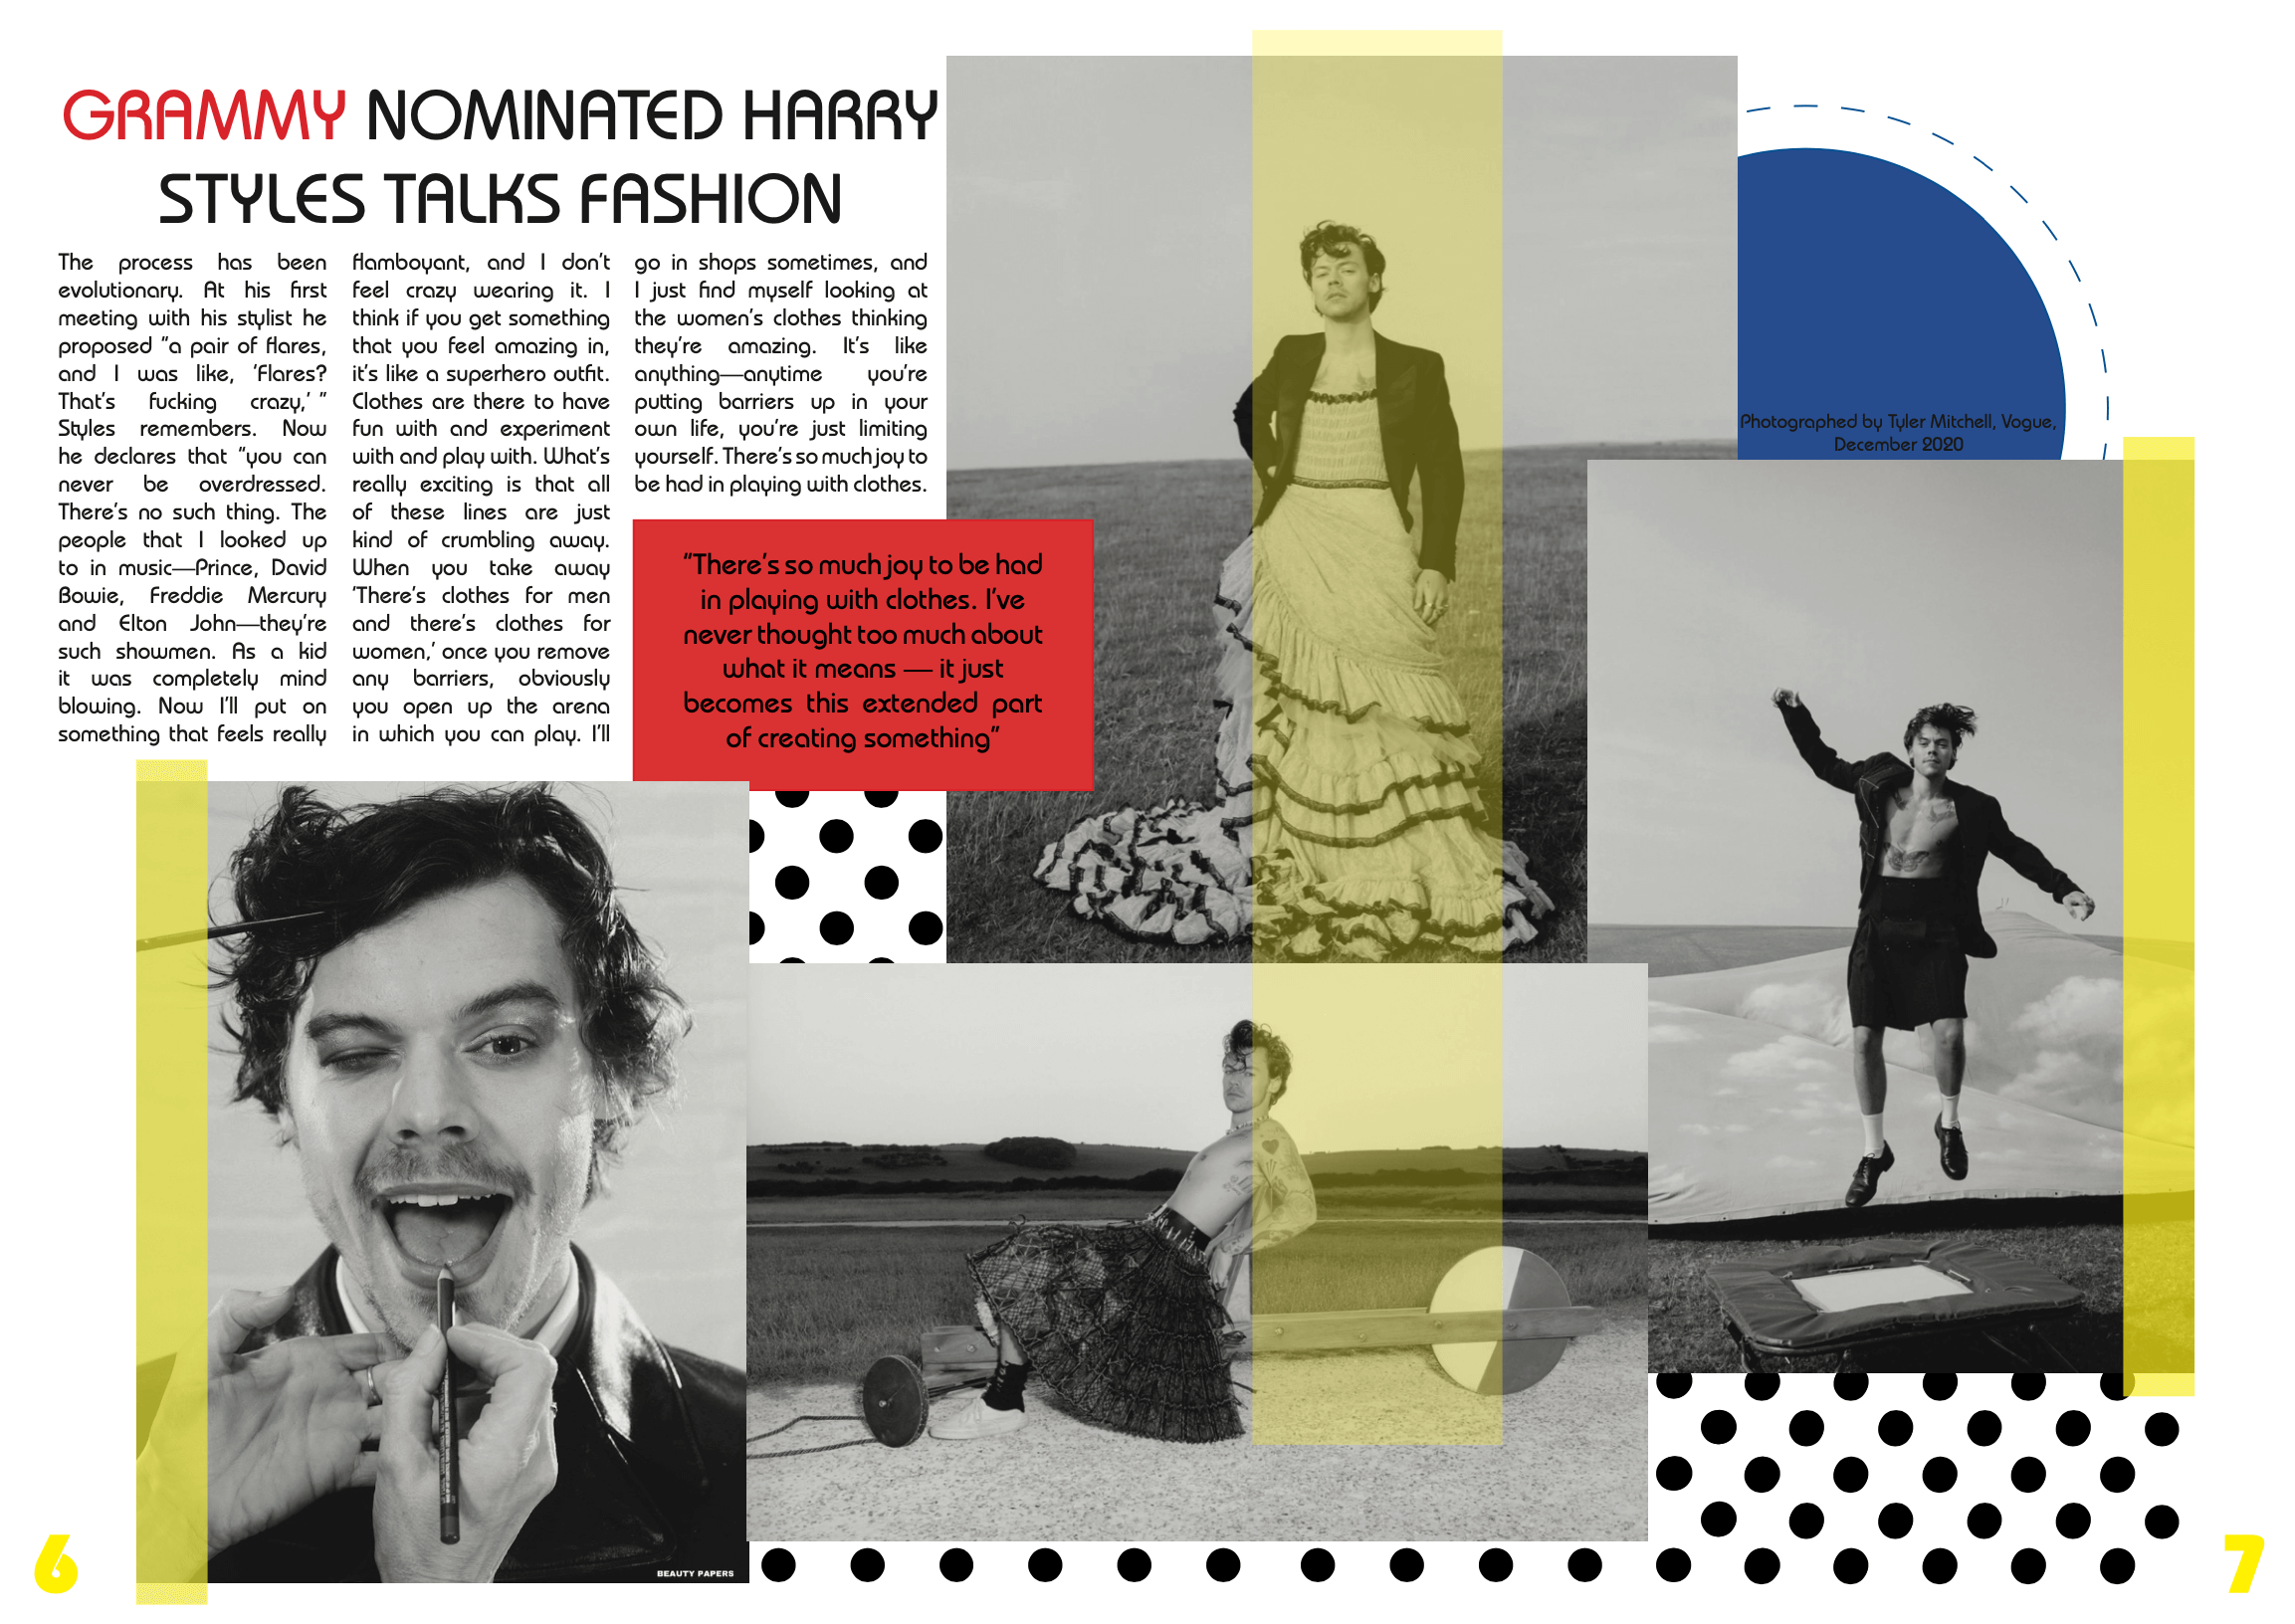 GRAMMY NOMINATED HARRY
STYLES TALKS FASHION
The process has been
evolutionary. At his first
meeting with his stylist he
proposed “a pair of flares,
and I was like, ‘Flares?
That’s fucking crazy,’ ”
Styles remembers. Now
he declares that “you can
never be overdressed.
There’s no such thing. The
people that I looked up
to in music—Prince, David
Bowie, Freddie Mercury
and Elton John—they’re
such showmen. As a kid
it was completely mind
blowing. Now I’ll put on
something that feels really
flamboyant, and I don’t
feel crazy wearing it. I
think if you get something
that you feel amazing in,
it’s like a superhero outfit.
Clothes are there to have
fun with and experiment
with and play with. What’s
really exciting is that all
of these lines are just
kind of crumbling away.
When you take away
‘There’s clothes for men
and there’s clothes for
women,’ once you remove
any barriers, obviously
you open up the arena
in which you can play. I’ll
go in shops sometimes, and
I just find myself looking at
the women’s clothes thinking
they’re amazing. It’s like
anything—anytime you’re
putting barriers up in your
own life, you’re just limiting
yourself. There’s so much joy to
be had in playing with clothes.
“There’s so much joy to be had
in playing with clothes. I’ve
never thought too much about
what it means — it just
becomes this extended part
of creating something”
Photographed by Tyler Mitchell, Vogue,
December 2020
BEAUTY PAPERS
6
7